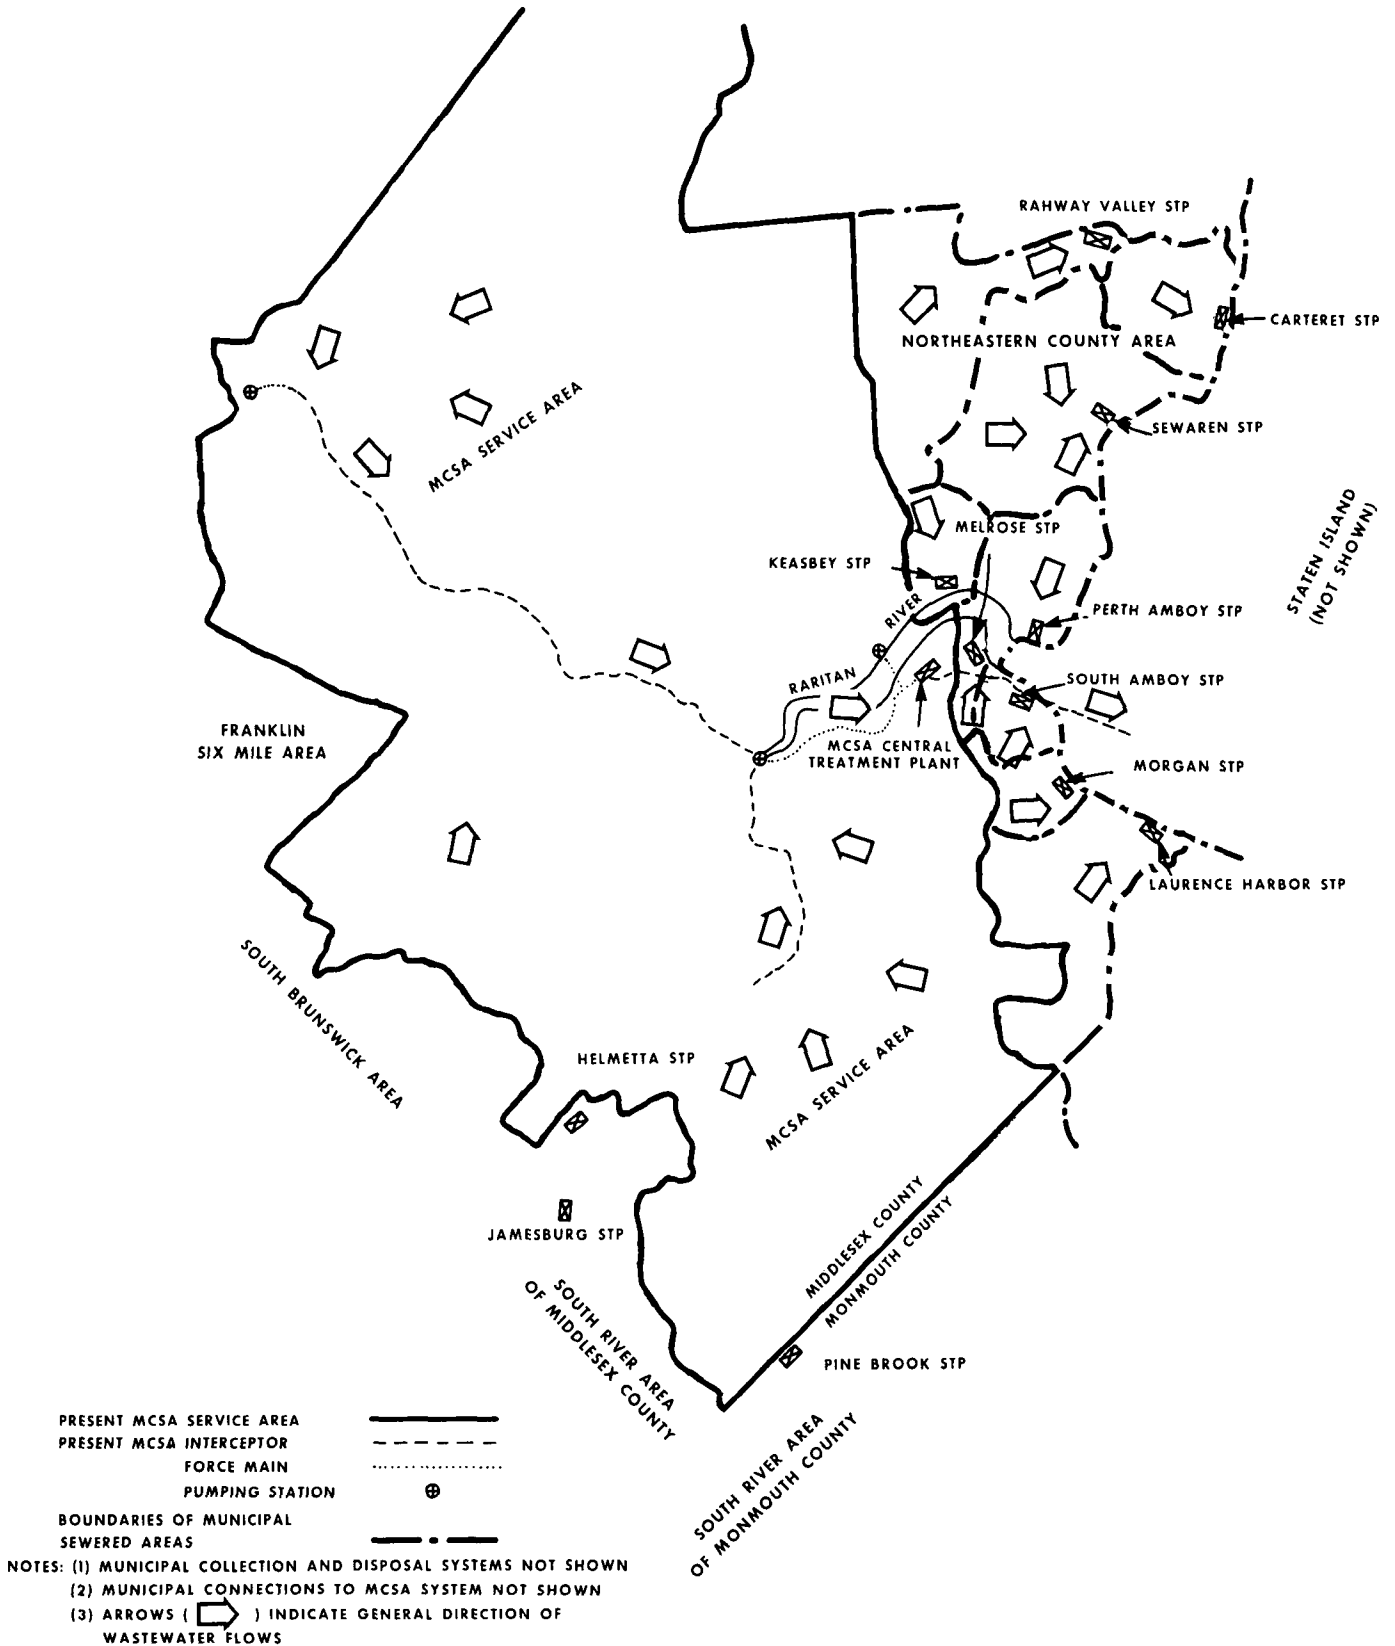 RAHWAY VALLEY STP
CARTERET STP
NORTHEASTERN COUNTY AREA
MCSA SERVICE AREA
SEWAREN STP
STATEN ISLAND
(NOT SHOWN)
MELROSE STP
KEASBEY STP
RIVER
PERTH AMBOY STP
RARITAN
SOUTH AMBOY STP
FRANKLIN
SIX MILE AREA
MCSA CENTRAL
TREATMENT PLANT
MORGAN STP
LAURENCE HARBOR STP
SOUTH BRUNSWICK AREA
HELMETTA STP
MCSA SERVICE AREA
JAMESBURG STP
MIDDLESEX COUNTY
MONMOUTH COUNTY
SOUTH RIVER AREA
OF MIDDLESEX COUNTY
PINE BROOK STP
SOUTH RIVER AREA
OF MONMOUTH COUNTY
PRESENT MCSA SERVICE AREA
PRESENT MCSA INTERCEPTOR
FORCE MAIN
PUMPING STATION
BOUNDARIES OF MUNICIPAL
SEWERED AREAS
NOTES: (1) MUNICIPAL COLLECTION AND DISPOSAL SYSTEMS NOT SHOWN
(2) MUNICIPAL CONNECTIONS TO MCSA SYSTEM NOT SHOWN
(3) ARROWS ( ) INDICATE GENERAL DIRECTION OF
WASTEWATER FLOWS